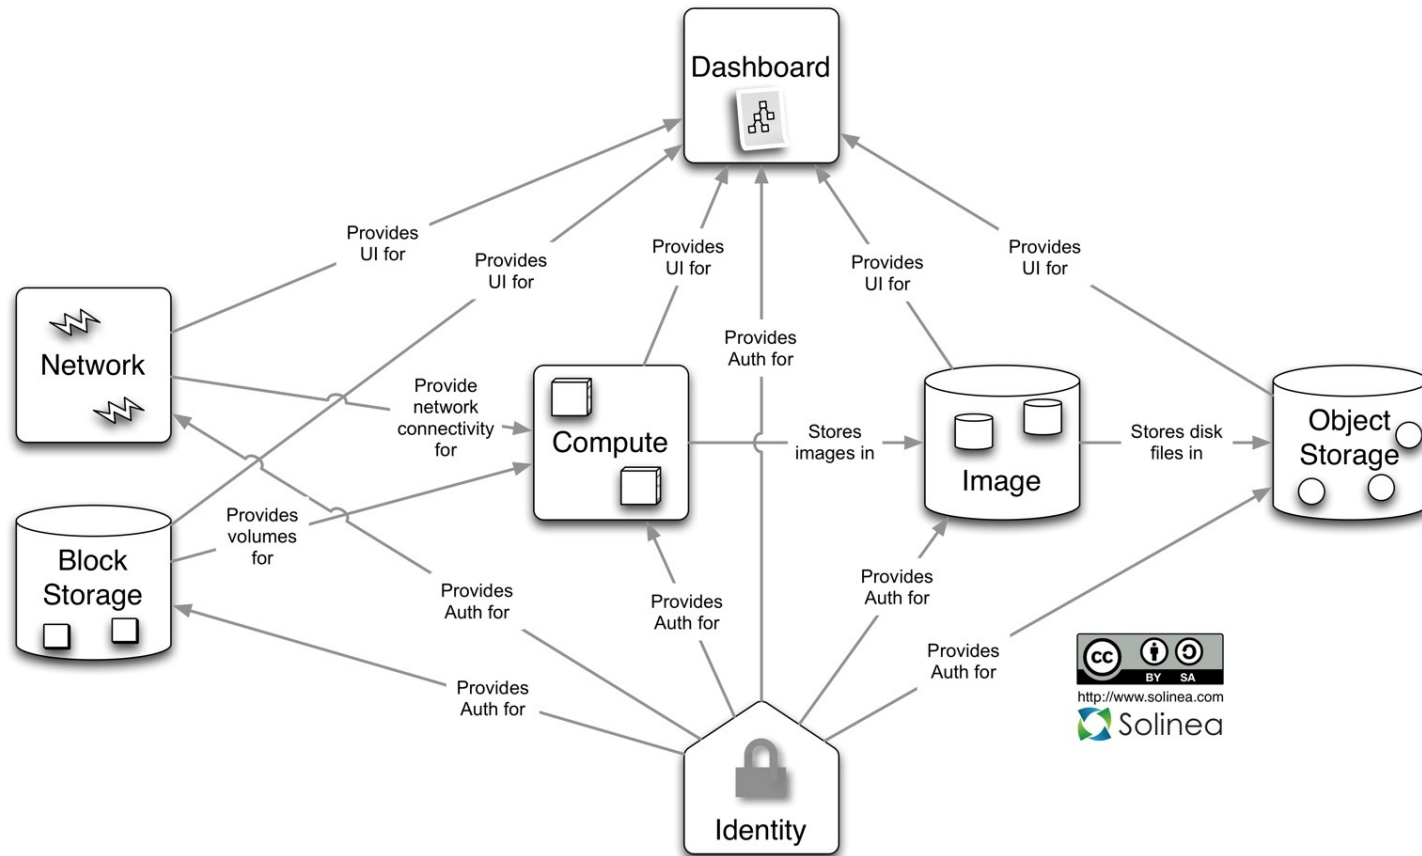 Dashboard
Provides
UI for
Provides
UI for
Provides
UI for
Provides
UI for
Provides
UI for
Provides
Auth for
Network
Provide
network
connectivity
for
Compute
Stores
images in
Image
Stores disk
files in
Object
Storage
Block
Storage
Provides
volumes
for
Provides
Auth for
Provides
Auth for
Provides
Auth for
Provides
Auth for
Provides
Auth for
Identity
cc
BY SA
http://www.solinea.com
Solinea